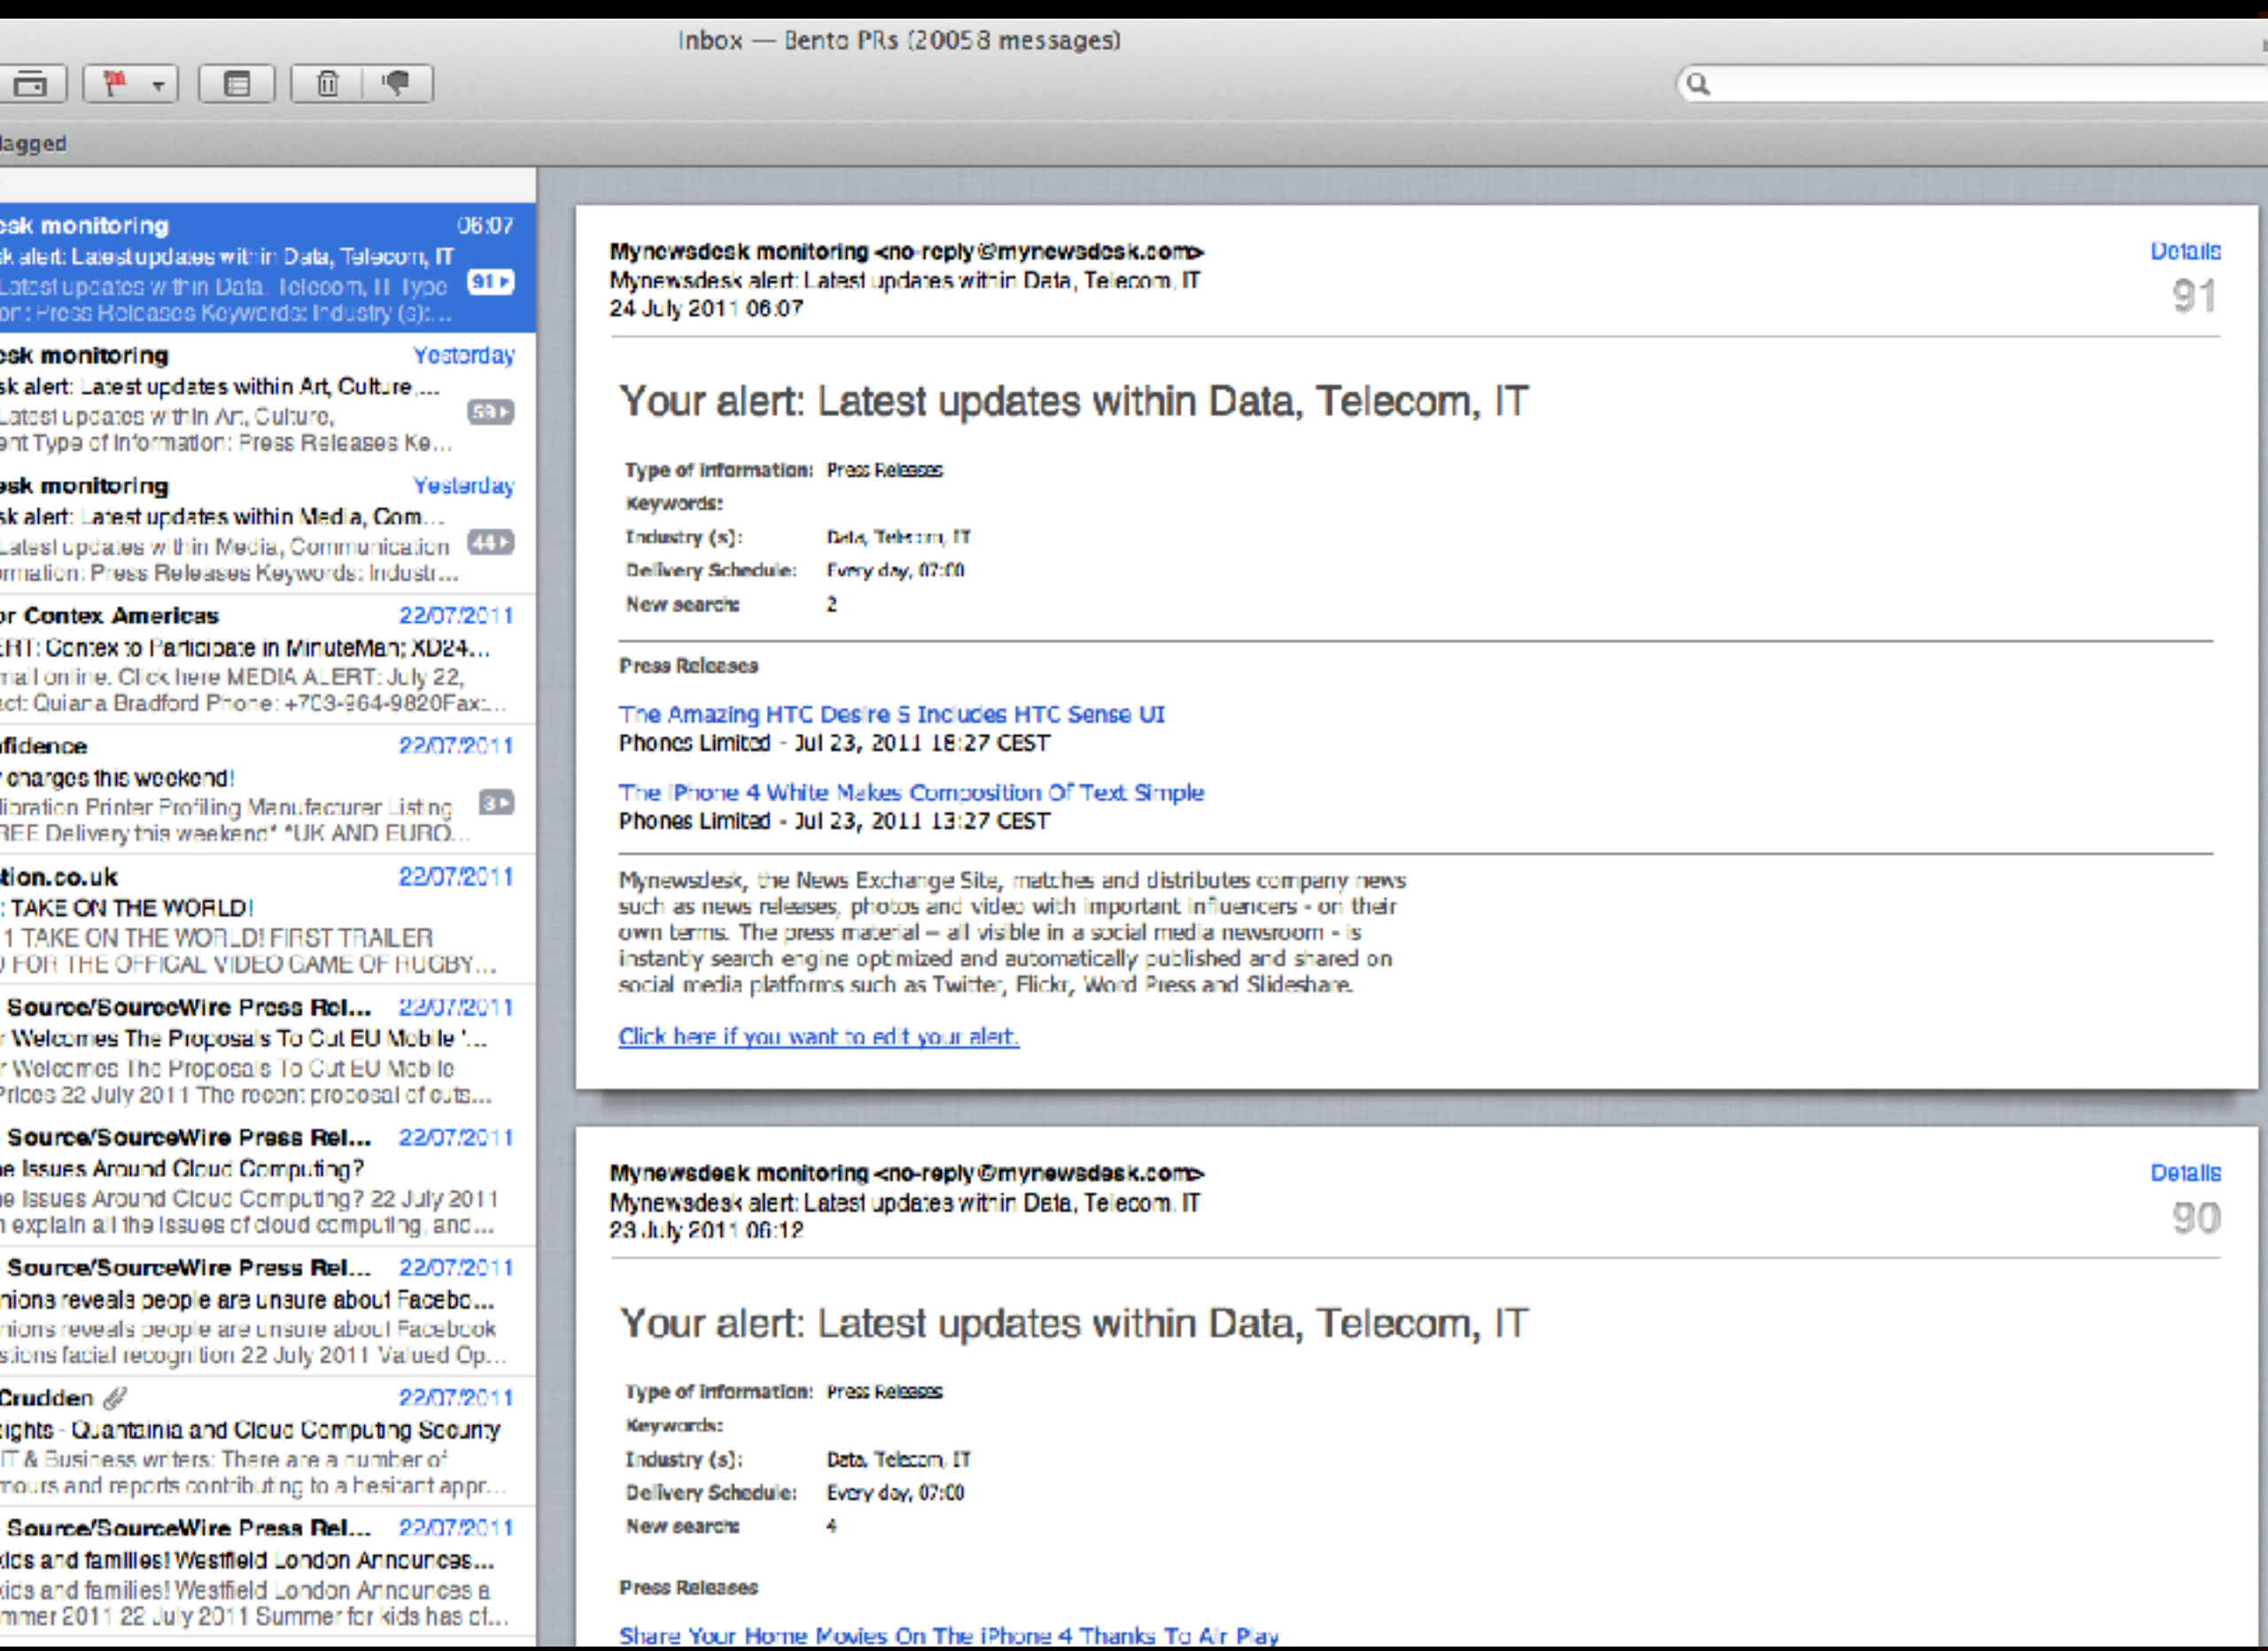 Inbox — Bento PRs (20058 messages)
lagged
esk monitoring 06:07
k alert: Latest updates within Data, Telecom, IT
Latest updates within Data, Telecom, IT Type 91
on: Press Releases Keywords: Industry (s):...
esk monitoring Yesterday
sk alert: Latest updates within Art, Culture,...
Latest updates within Art, Culture, 59
ent Type of Information: Press Releases Ke...
esk monitoring Yesterday
sk alert: Latest updates within Media, Com...
Latest updates within Media, Communication 44
ormation: Press Releases Keywords: Industr...
or Contex Americas 22/07/2011
ERT: Contex to Participate in MinuteMan; XD24...
mail online. Click here MEDIA ALERT: July 22,
act: Quiana Bradford Phone: +703-964-9820Fax:...
nfidence 22/07/2011
charges this weekend!
libration Printer Profiling Manufacturer Listing 3
REE Delivery this weekend* *UK AND EURO...
tion.co.uk 22/07/2011
: TAKE ON THE WORLD!
1 TAKE ON THE WORLD! FIRST TRAILER
FOR THE OFFICAL VIDEO GAME OF RUGBY...
Source/SourceWire Press Rel... 22/07/2011
r Welcomes The Proposals To Cut EU Mobile '...
r Welcomes The Proposals To Cut EU Mobile
Prices 22 July 2011 The recent proposal of cuts...
Source/SourceWire Press Rel... 22/07/2011
e Issues Around Cloud Computing?
e Issues Around Cloud Computing? 22 July 2011
n explain all the issues of cloud computing, and...
Source/SourceWire Press Rel... 22/07/2011
nions reveals people are unsure about Facebo...
nions reveals people are unsure about Facebook
stions facial recognition 22 July 2011 Valued Op...
Crudden 22/07/2011
sights - Quantainia and Cloud Computing Security
IT & Business writers: There are a number of
mours and reports contributing to a hesitant appr...
Source/SourceWire Press Rel... 22/07/2011
kids and families! Westfield London Announces...
kids and families! Westfield London Announces a
mmer 2011 22 July 2011 Summer for kids has of...
Mynewsdesk monitoring <no-reply@mynewsdesk.com> Details
Mynewsdesk alert: Latest updates within Data, Telecom, IT 91
24 July 2011 06:07
Your alert: Latest updates within Data, Telecom, IT
Type of information: Press Releases
Keywords:
Industry (s): Data, Telecom, IT
Delivery Schedule: Every day, 07:00
New search: 2
Press Releases
The Amazing HTC Desire S Includes HTC Sense UI
Phones Limited - Jul 23, 2011 18:27 CEST
The iPhone 4 White Makes Composition Of Text Simple
Phones Limited - Jul 23, 2011 13:27 CEST
Mynewsdesk, the News Exchange Site, matches and distributes company news
such as news releases, photos and video with important influencers - on their
own terms. The press material – all visible in a social media newsroom - is
instantly search engine optimized and automatically published and shared on
social media platforms such as Twitter, Flickr, Word Press and Slideshare.
Click here if you want to edit your alert.
Mynewsdesk monitoring <no-reply@mynewsdesk.com> Details
Mynewsdesk alert: Latest updates within Data, Telecom, IT 90
23 July 2011 06:12
Your alert: Latest updates within Data, Telecom, IT
Type of information: Press Releases
Keywords:
Industry (s): Data, Telecom, IT
Delivery Schedule: Every day, 07:00
New search: 4
Press Releases
Share Your Home Movies On The iPhone 4 Thanks To Air Play